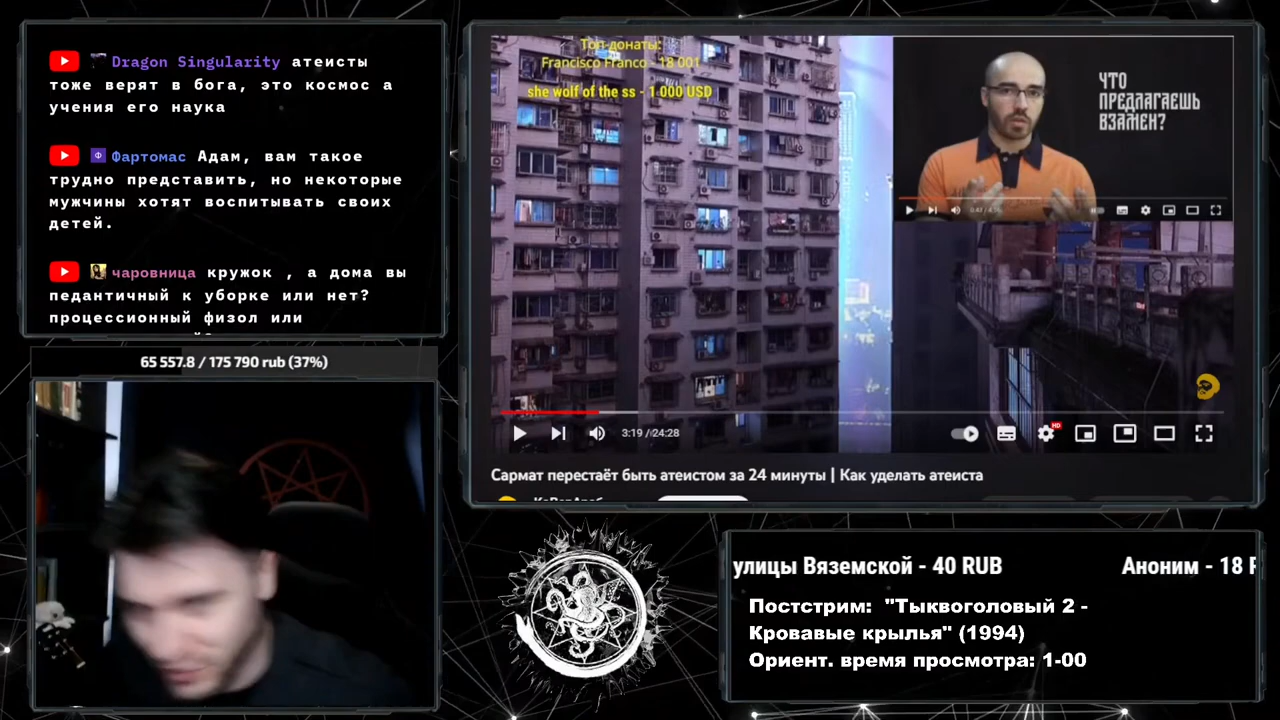 Dragon Singularity атеисты
тоже верят в бога, это космос а
учения его наука
Фартомас Адам, вам такое
трудно представить, но некоторые
мужчины хотят воспитывать своих
детей.
чаровница кружок , а дома вы
педантичный к уборке или нет?
процессионный физол или
65 557.8 / 175 790 rub (37%)
Топ донаты:
Francisco Franco - 18 001
she wolf of the ss - 1 000 USD
ЧТО
ПРЕДЛАГАЕШЬ
ВЗАМЕН?
3:19 / 24:28
HD
Сармат перестаёт быть атеистом за 24 минуты | Как уделать атеиста
улицы Вяземской - 40 RUB
Аноним - 18
Постстрим: "Тыквоголовый 2 -
Кровавые крылья" (1994)
Ориент. время просмотра: 1-00